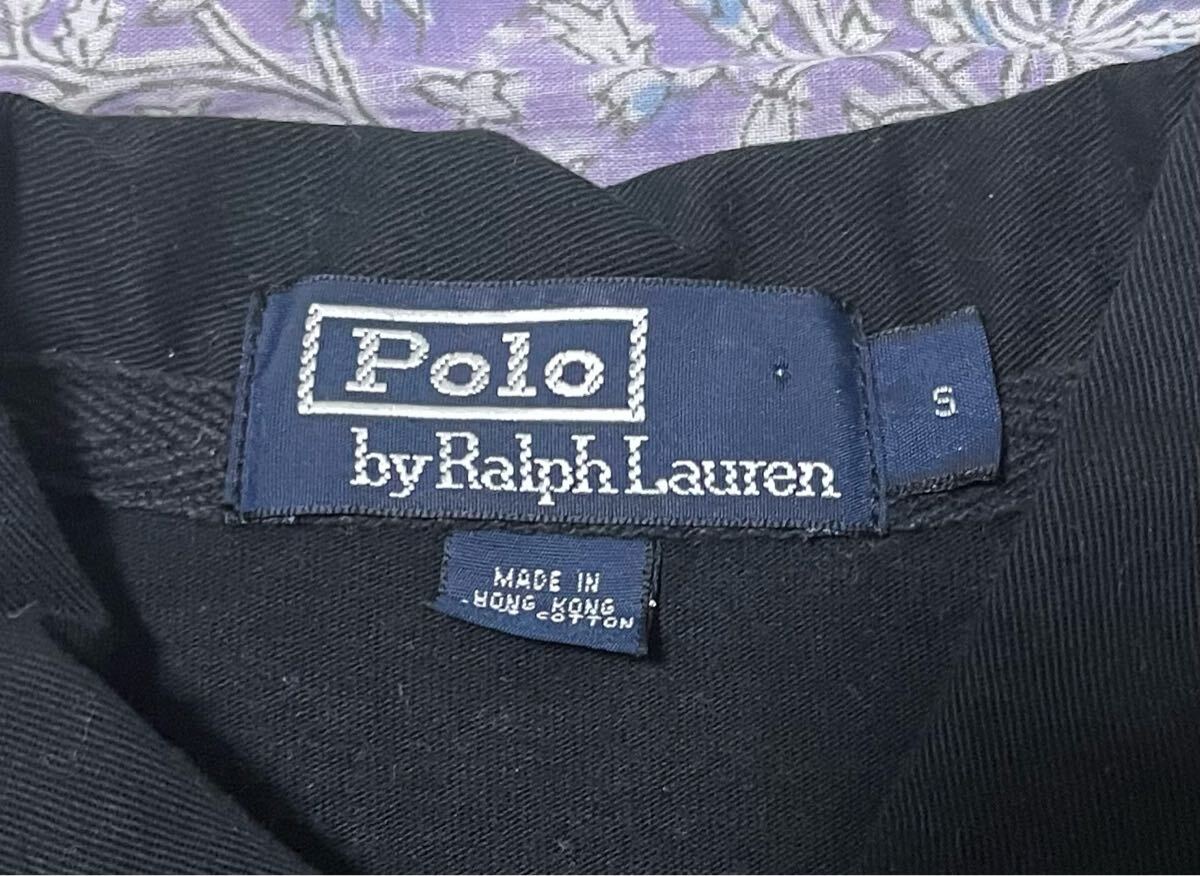 Polo
by Ralph Lauren
S
MADE IN
HONG KONG
COTTON